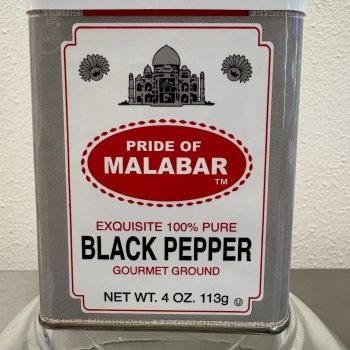 PRIDE OF
MALABAR
TM
EXQUISITE 100% PURE
BLACK PEPPER
GOURMET GROUND
NET WT. 4 OZ. 113g Ⓤ